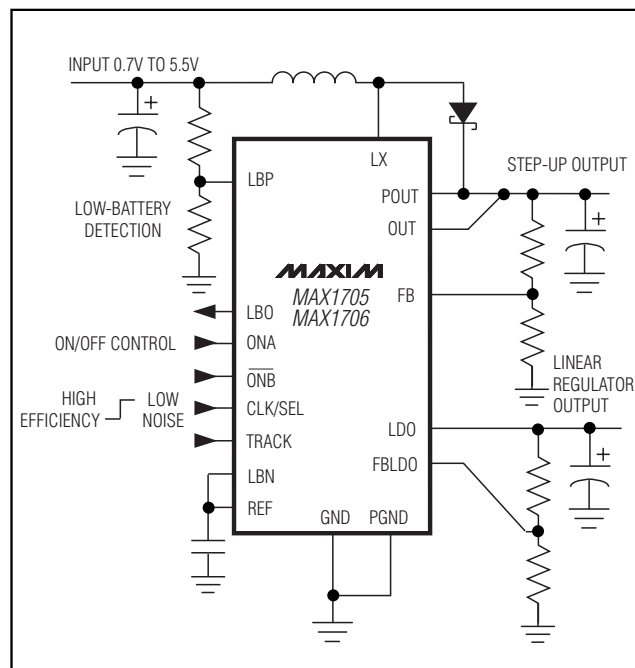 INPUT 0.7V TO 5.5V
+
LX
STEP-UP OUTPUT
LBP
POUT
+
LOW-BATTERY
DETECTION
OUT
MAXIM
MAX1705
MAX1706
FB
LBO
ON/OFF CONTROL
ONA
ONB
LINEAR
REGULATOR
OUTPUT
HIGH
EFFICIENCY
LOW
NOISE
CLK/SEL
TRACK
LDO
+
FBLDO
LBN
REF
GND
PGND